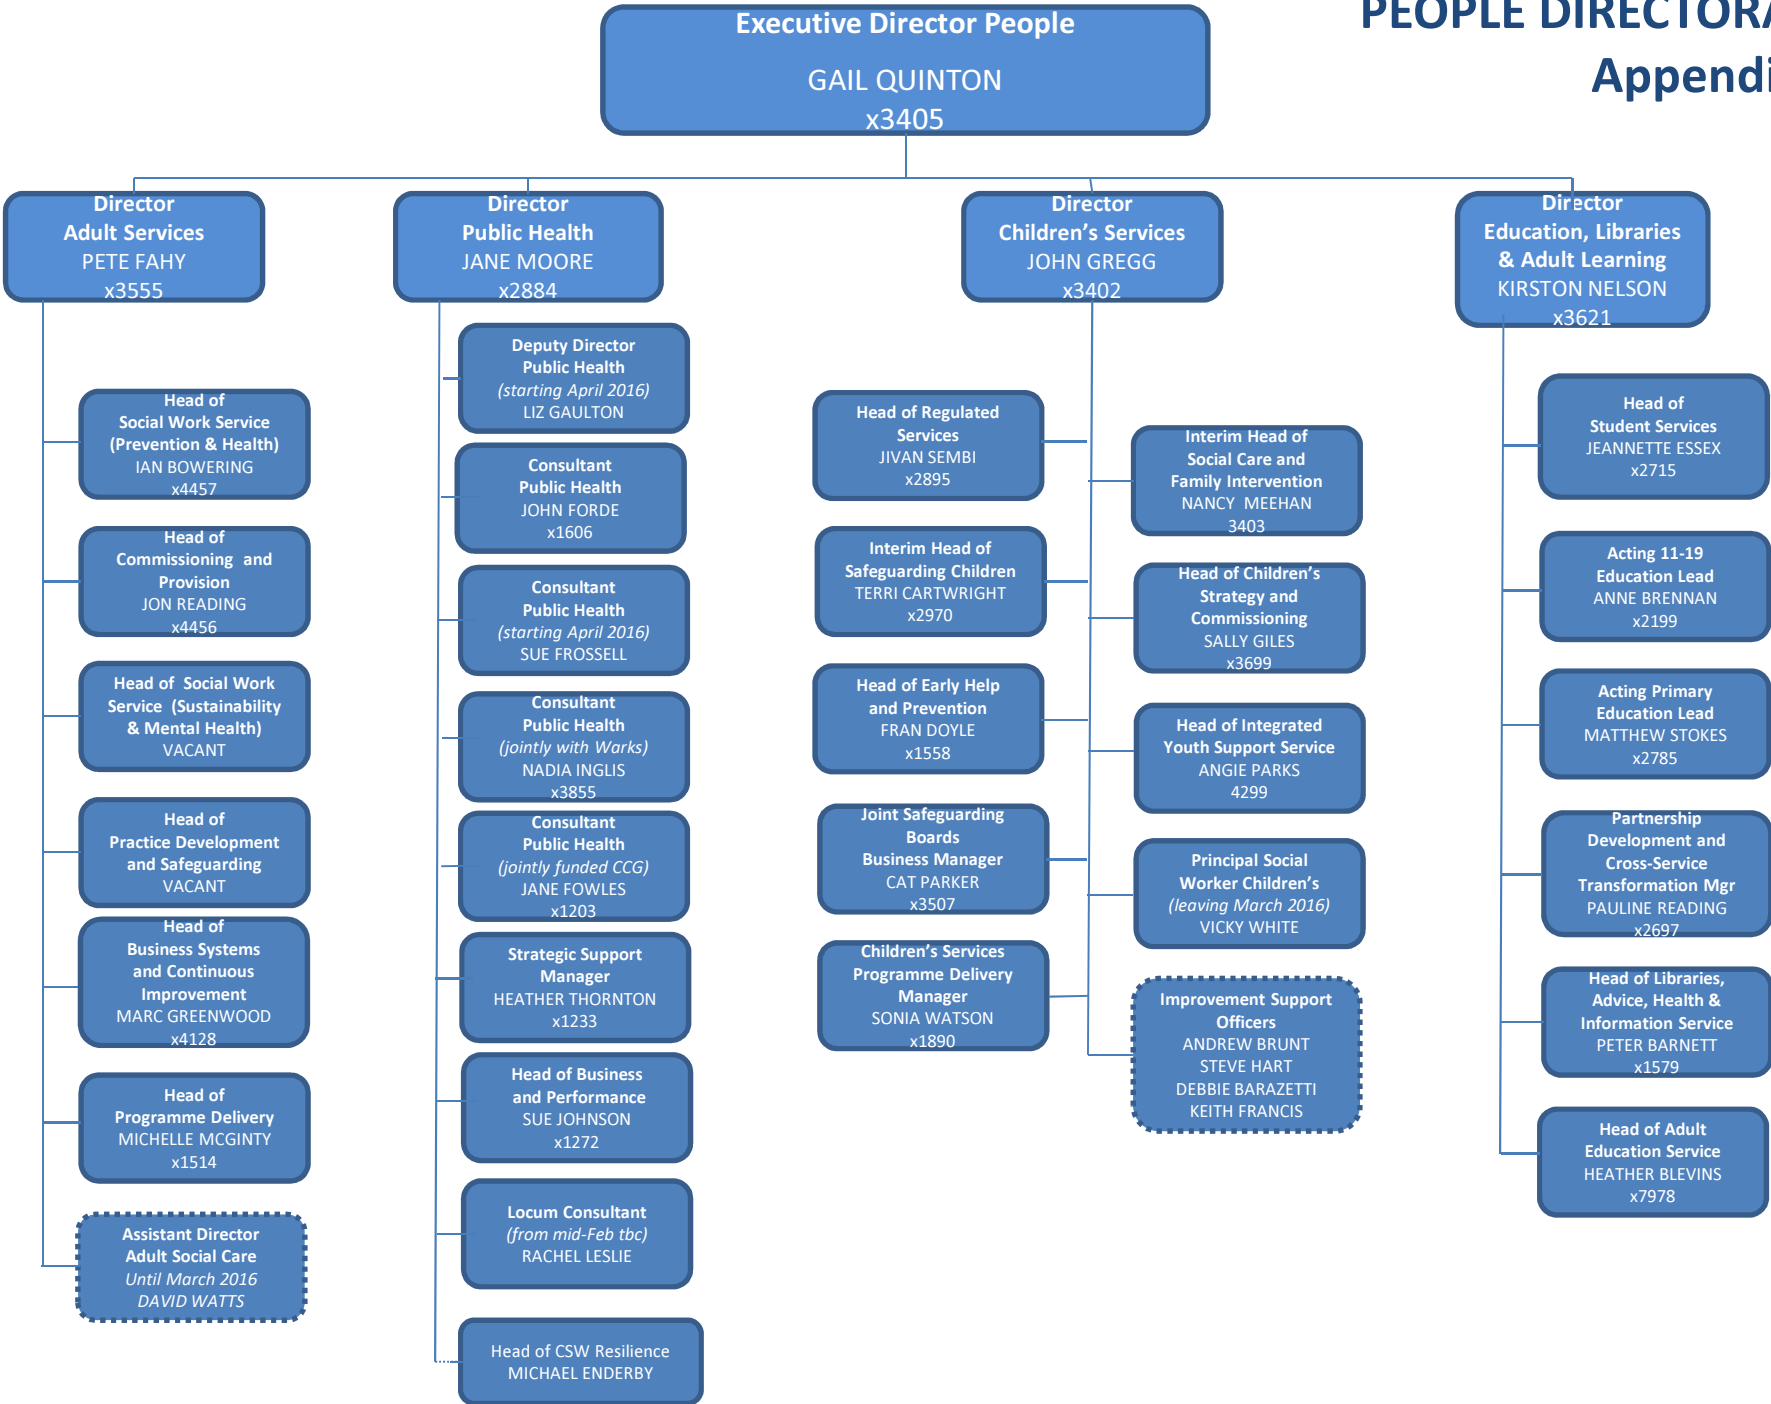 PEOPLE DIRECTORA
Appendi
Executive Director People
GAIL QUINTON
x3405
Director
Adult Services
PETE FAHY
x3555
Head of
Social Work Service
(Prevention & Health)
IAN BOWERING
x4457
Head of
Commissioning and
Provision
JON READING
x4456
Head of Social Work
Service (Sustainability
& Mental Health)
VACANT
Head of
Practice Development
and Safeguarding
VACANT
Head of
Business Systems
and Continuous
Improvement
MARC GREENWOOD
x4128
Head of
Programme Delivery
MICHELLE MCGINTY
x1514
Assistant Director
Adult Social Care
Until March 2016
DAVID WATTS
Director
Public Health
JANE MOORE
x2884
Deputy Director
Public Health
(starting April 2016)
LIZ GAULTON
Consultant
Public Health
JOHN FORDE
x1606
Consultant
Public Health
(starting April 2016)
SUE FROSSELL
Consultant
Public Health
(jointly with Warks)
NADIA INGLIS
x3855
Consultant
Public Health
(jointly funded CCG)
JANE FOWLES
x1203
Strategic Support
Manager
HEATHER THORNTON
x1233
Head of Business
and Performance
SUE JOHNSON
x1272
Locum Consultant
(from mid-Feb tbc)
RACHEL LESLIE
Head of CSW Resilience
MICHAEL ENDERBY
Director
Children's Services
JOHN GREGG
x3402
Head of Regulated
Services
JIVAN SEMBI
x2895
Interim Head of
Safeguarding Children
TERRI CARTWRIGHT
x2970
Head of Early Help
and Prevention
FRAN DOYLE
x1558
Joint Safeguarding
Boards
Business Manager
CAT PARKER
x3507
Children's Services
Programme Delivery
Manager
SONIA WATSON
x1890
Interim Head of
Social Care and
Family Intervention
NANCY MEEHAN
3403
Head of Children's
Strategy and
Commissioning
SALLY GILES
x3699
Head of Integrated
Youth Support Service
ANGIE PARKS
4299
Principal Social
Worker Children's
(leaving March 2016)
VICKY WHITE
Improvement Support
Officers
ANDREW BRUNT
STEVE HART
DEBBIE BARAZETTI
KEITH FRANCIS
Director
Education, Libraries
& Adult Learning
KIRSTON NELSON
x3621
Head of
Student Services
JEANNETTE ESSEX
x2715
Acting 11-19
Education Lead
ANNE BRENNAN
x2199
Acting Primary
Education Lead
MATTHEW STOKES
x2785
Partnership
Development and
Cross-Service
Transformation Mgr
PAULINE READING
x2697
Head of Libraries,
Advice, Health &
Information Service
PETER BARNETT
x1579
Head of Adult
Education Service
HEATHER BLEVINS
x7978